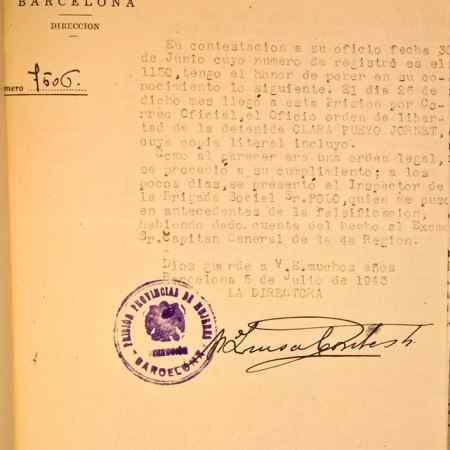 BARCELONA
DIRECCION
mero 7506.
En contestacion a su oficio fecha 30
de Junio cuyo numero de registro es el
1150, tengo el honor de poner en su co-
nocimiento lo siguiente. El dia 26 de
dicho mes llegó a esta Prision por Co-
rreo Oficial, el Oficio orden de liber-
tad de la detenida CLARA PUEYO JORNET,
cuya copia literal incluyo.
Como al parecer era una orden legal,
se procedió a su cumplimiento; a los
pocos dias, se presentó el Inspector de
la Brigada Social Sr. POLO, quien me puso
en antecedentes de la falsificacion,
habiendo dado cuenta del hecho al Excmo
Sr. Capitan General de la 4a Region.
Dios guarde a V.E. muchos años
Barcelona 5 de Julio de 1943
LA DIRECTORA
PRISION PROVINCIAL DE MUJERES
DIRECCIÓN
BARCELONA